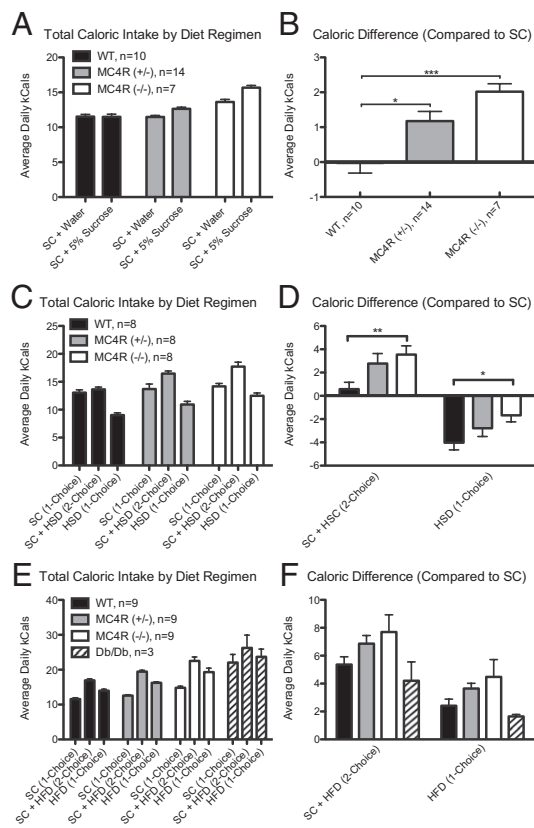 A Total Caloric Intake by Diet Regimen
Average Daily kCals
20
15
10
5
0
WT, n=10
MC4R (+/-), n=14
MC4R (-/-), n=7
SC + Water
SC + 5% Sucrose
SC + Water
SC + 5% Sucrose
SC + Water
SC + 5% Sucrose
B Caloric Difference (Compared to SC)
Average Daily kCals
3
2
1
0
-1
***
*
WT, n=10
MC4R (+/-), n=14
MC4R (-/-), n=7
C Total Caloric Intake by Diet Regimen
Average Daily kCals
25
20
15
10
5
0
WT, n=8
MC4R (+/-), n=8
MC4R (-/-), n=8
SC (1-Choice)
SC + HSD (2-Choice)
HSD (1-Choice)
SC (1-Choice)
SC + HSD (2-Choice)
HSD (1-Choice)
SC (1-Choice)
SC + HSD (2-Choice)
HSD (1-Choice)
D Caloric Difference (Compared to SC)
Average Daily kCals
6
4
2
0
-2
-4
-6
**
*
SC + HSC (2-Choice)
HSD (1-Choice)
E Total Caloric Intake by Diet Regimen
Average Daily kCals
40
30
20
10
0
WT, n=9
MC4R (+/-), n=9
MC4R (-/-), n=9
Db/Db, n=3
SC (1-Choice)
SC + HFD (2-Choice)
HFD (1-Choice)
SC (1-Choice)
SC + HFD (2-Choice)
HFD (1-Choice)
SC (1-Choice)
SC + HFD (2-Choice)
HFD (1-Choice)
SC (1-Choice)
SC + HFD (2-Choice)
HFD (1-Choice)
F Caloric Difference (Compared to SC)
Average Daily kCals
10
8
6
4
2
0
SC + HFD (2-Choice)
HFD (1-Choice)